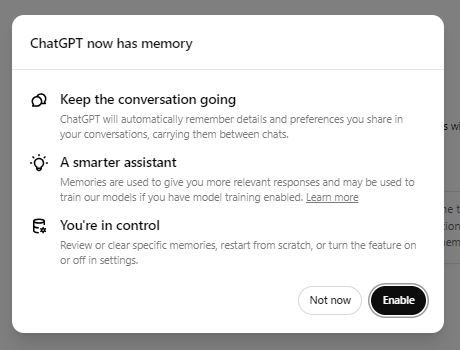 ChatGPT now has memory
Keep the conversation going
ChatGPT will automatically remember details and preferences you share in
your conversations, carrying them between chats.
A smarter assistant
Memories are used to give you more relevant responses and may be used to
train our models if you have model training enabled. Learn more
You're in control
Review or clear specific memories, restart from scratch, or turn the feature on
or off in settings.
Not now
Enable